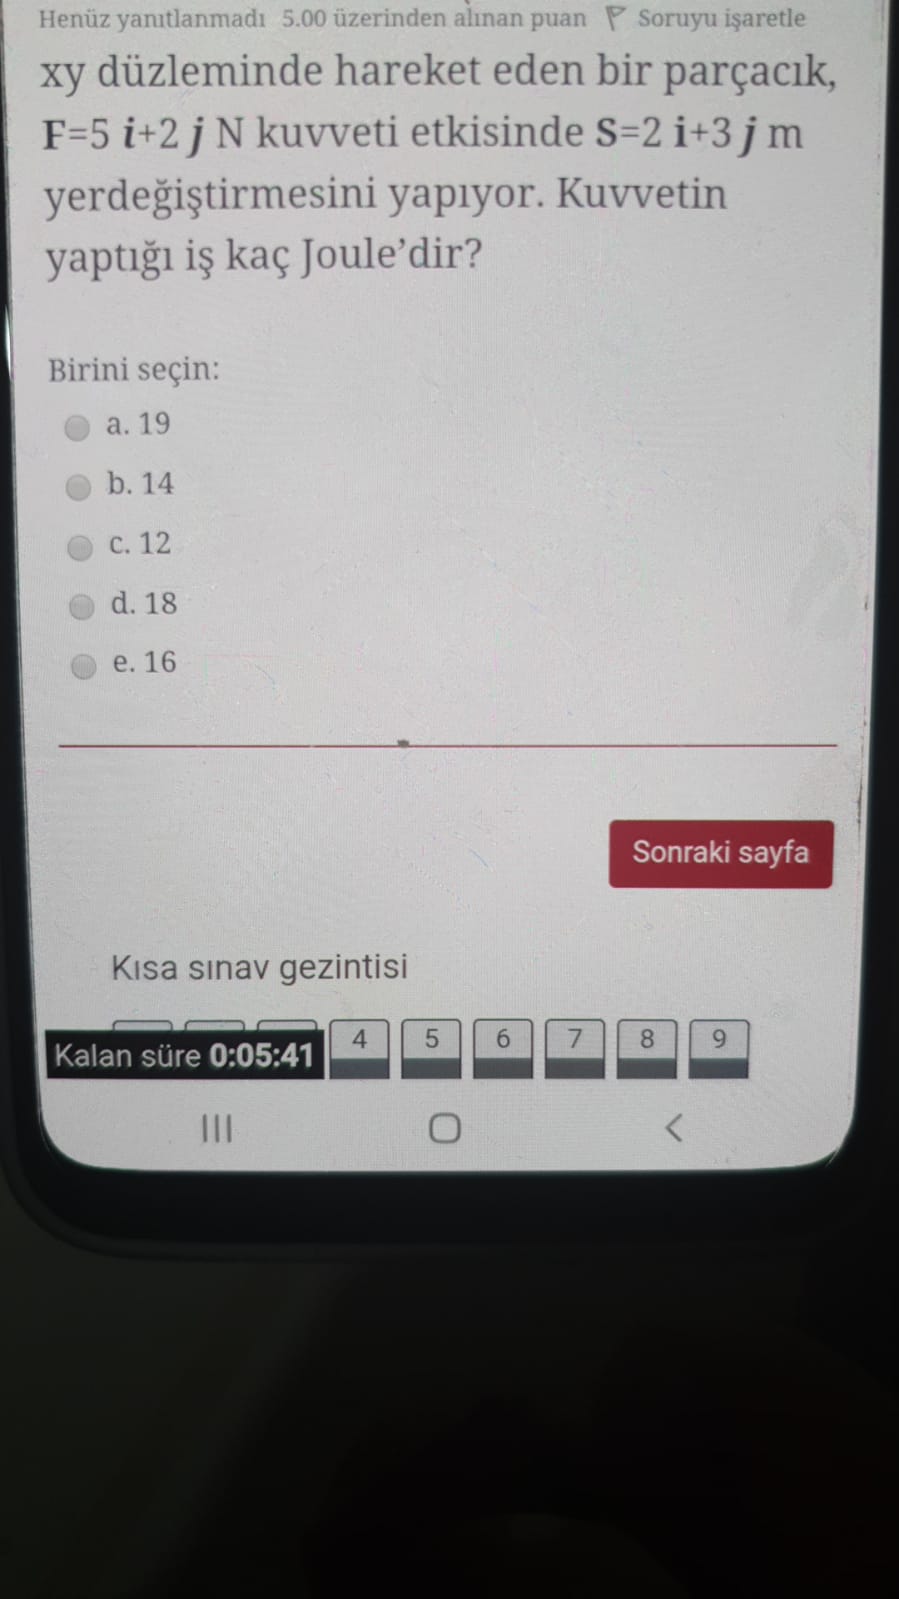 Henüz yanıtlanmadı 5.00 üzerinden alınan puan Soruyu işaretle
xy düzleminde hareket eden bir parçacık,
F=5 i+2 j N kuvveti etkisinde S=2 i+3 j m
yerdeğiştirmesini yapıyor. Kuvvetin
yaptığı iş kaç Joule’dir?
Birini seçin:
a. 19
b. 14
c. 12
d. 18
e. 16
Sonraki sayfa
Kısa sınav gezintisi
Kalan süre 0:05:41 4 5 6 7 8 9